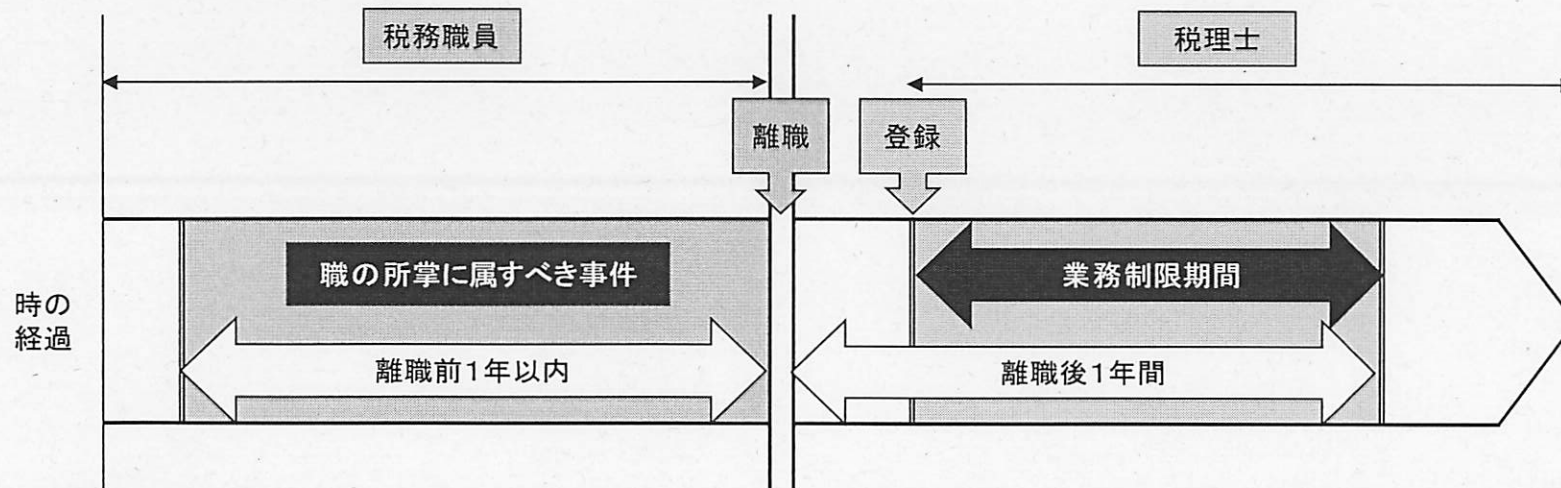 税務職員
税理士
離職
登録
職の所掌に属すべき事件
業務制限期間
時の
経過
離職前1年以内
離職後1年間